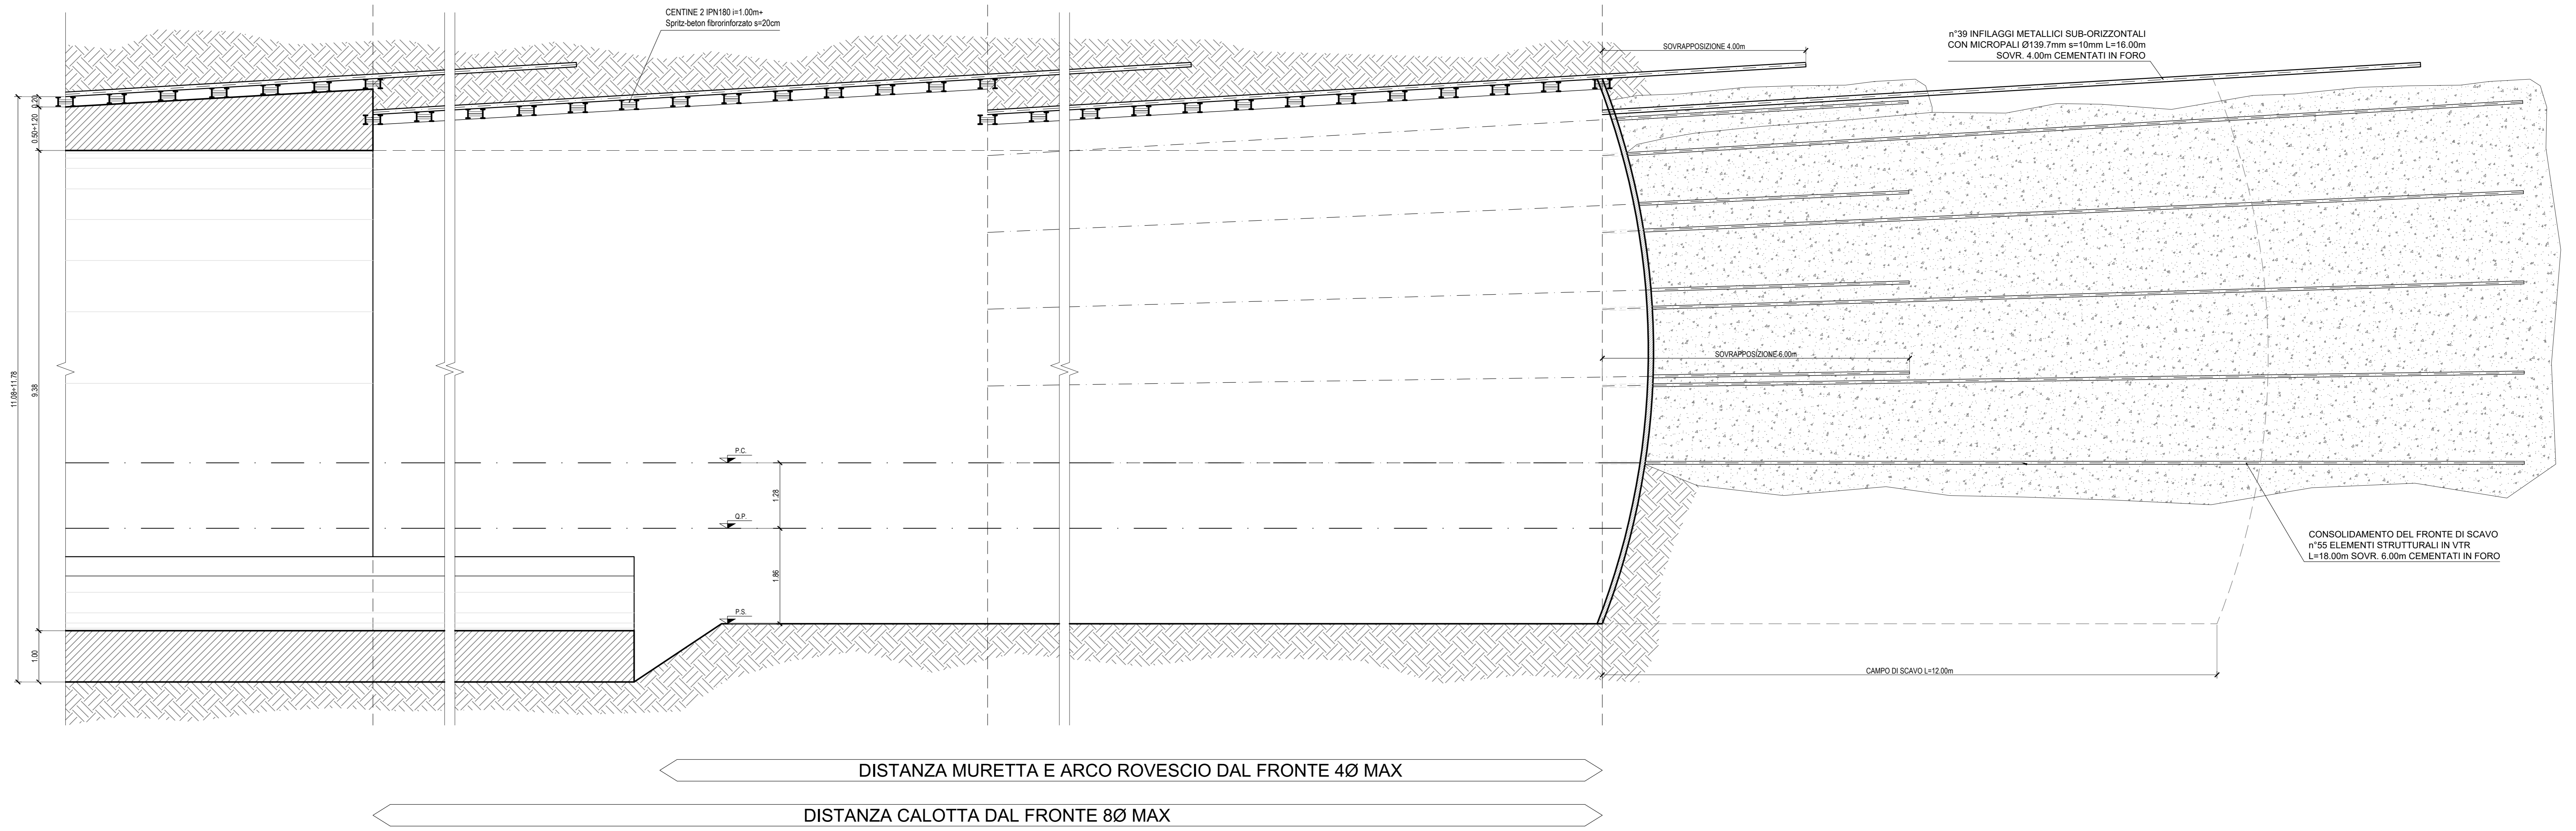 CENTINE 2 IPN180 i=1.00m+
Spritz-beton fibrorinforzato s=20cm
SOVRAPPOSIZIONE 4.00m
n°39 INFILAGGI METALLICI SUB-ORIZZONTALI
CON MICROPALI Ø139.7mm s=10mm L=16.00m
SOVR. 4.00m CEMENTATI IN FORO
0.20
0.50÷1.20
11.08÷11.78
9.38
1.00
SOVRAPPOSIZIONE 6.00m
P.C.
1.28
Q.P.
1.86
P.S.
CONSOLIDAMENTO DEL FRONTE DI SCAVO
n°55 ELEMENTI STRUTTURALI IN VTR
L=18.00m SOVR. 6.00m CEMENTATI IN FORO
CAMPO DI SCAVO L=12.00m
DISTANZA MURETTA E ARCO ROVESCIO DAL FRONTE 4Ø MAX
DISTANZA CALOTTA DAL FRONTE 8Ø MAX